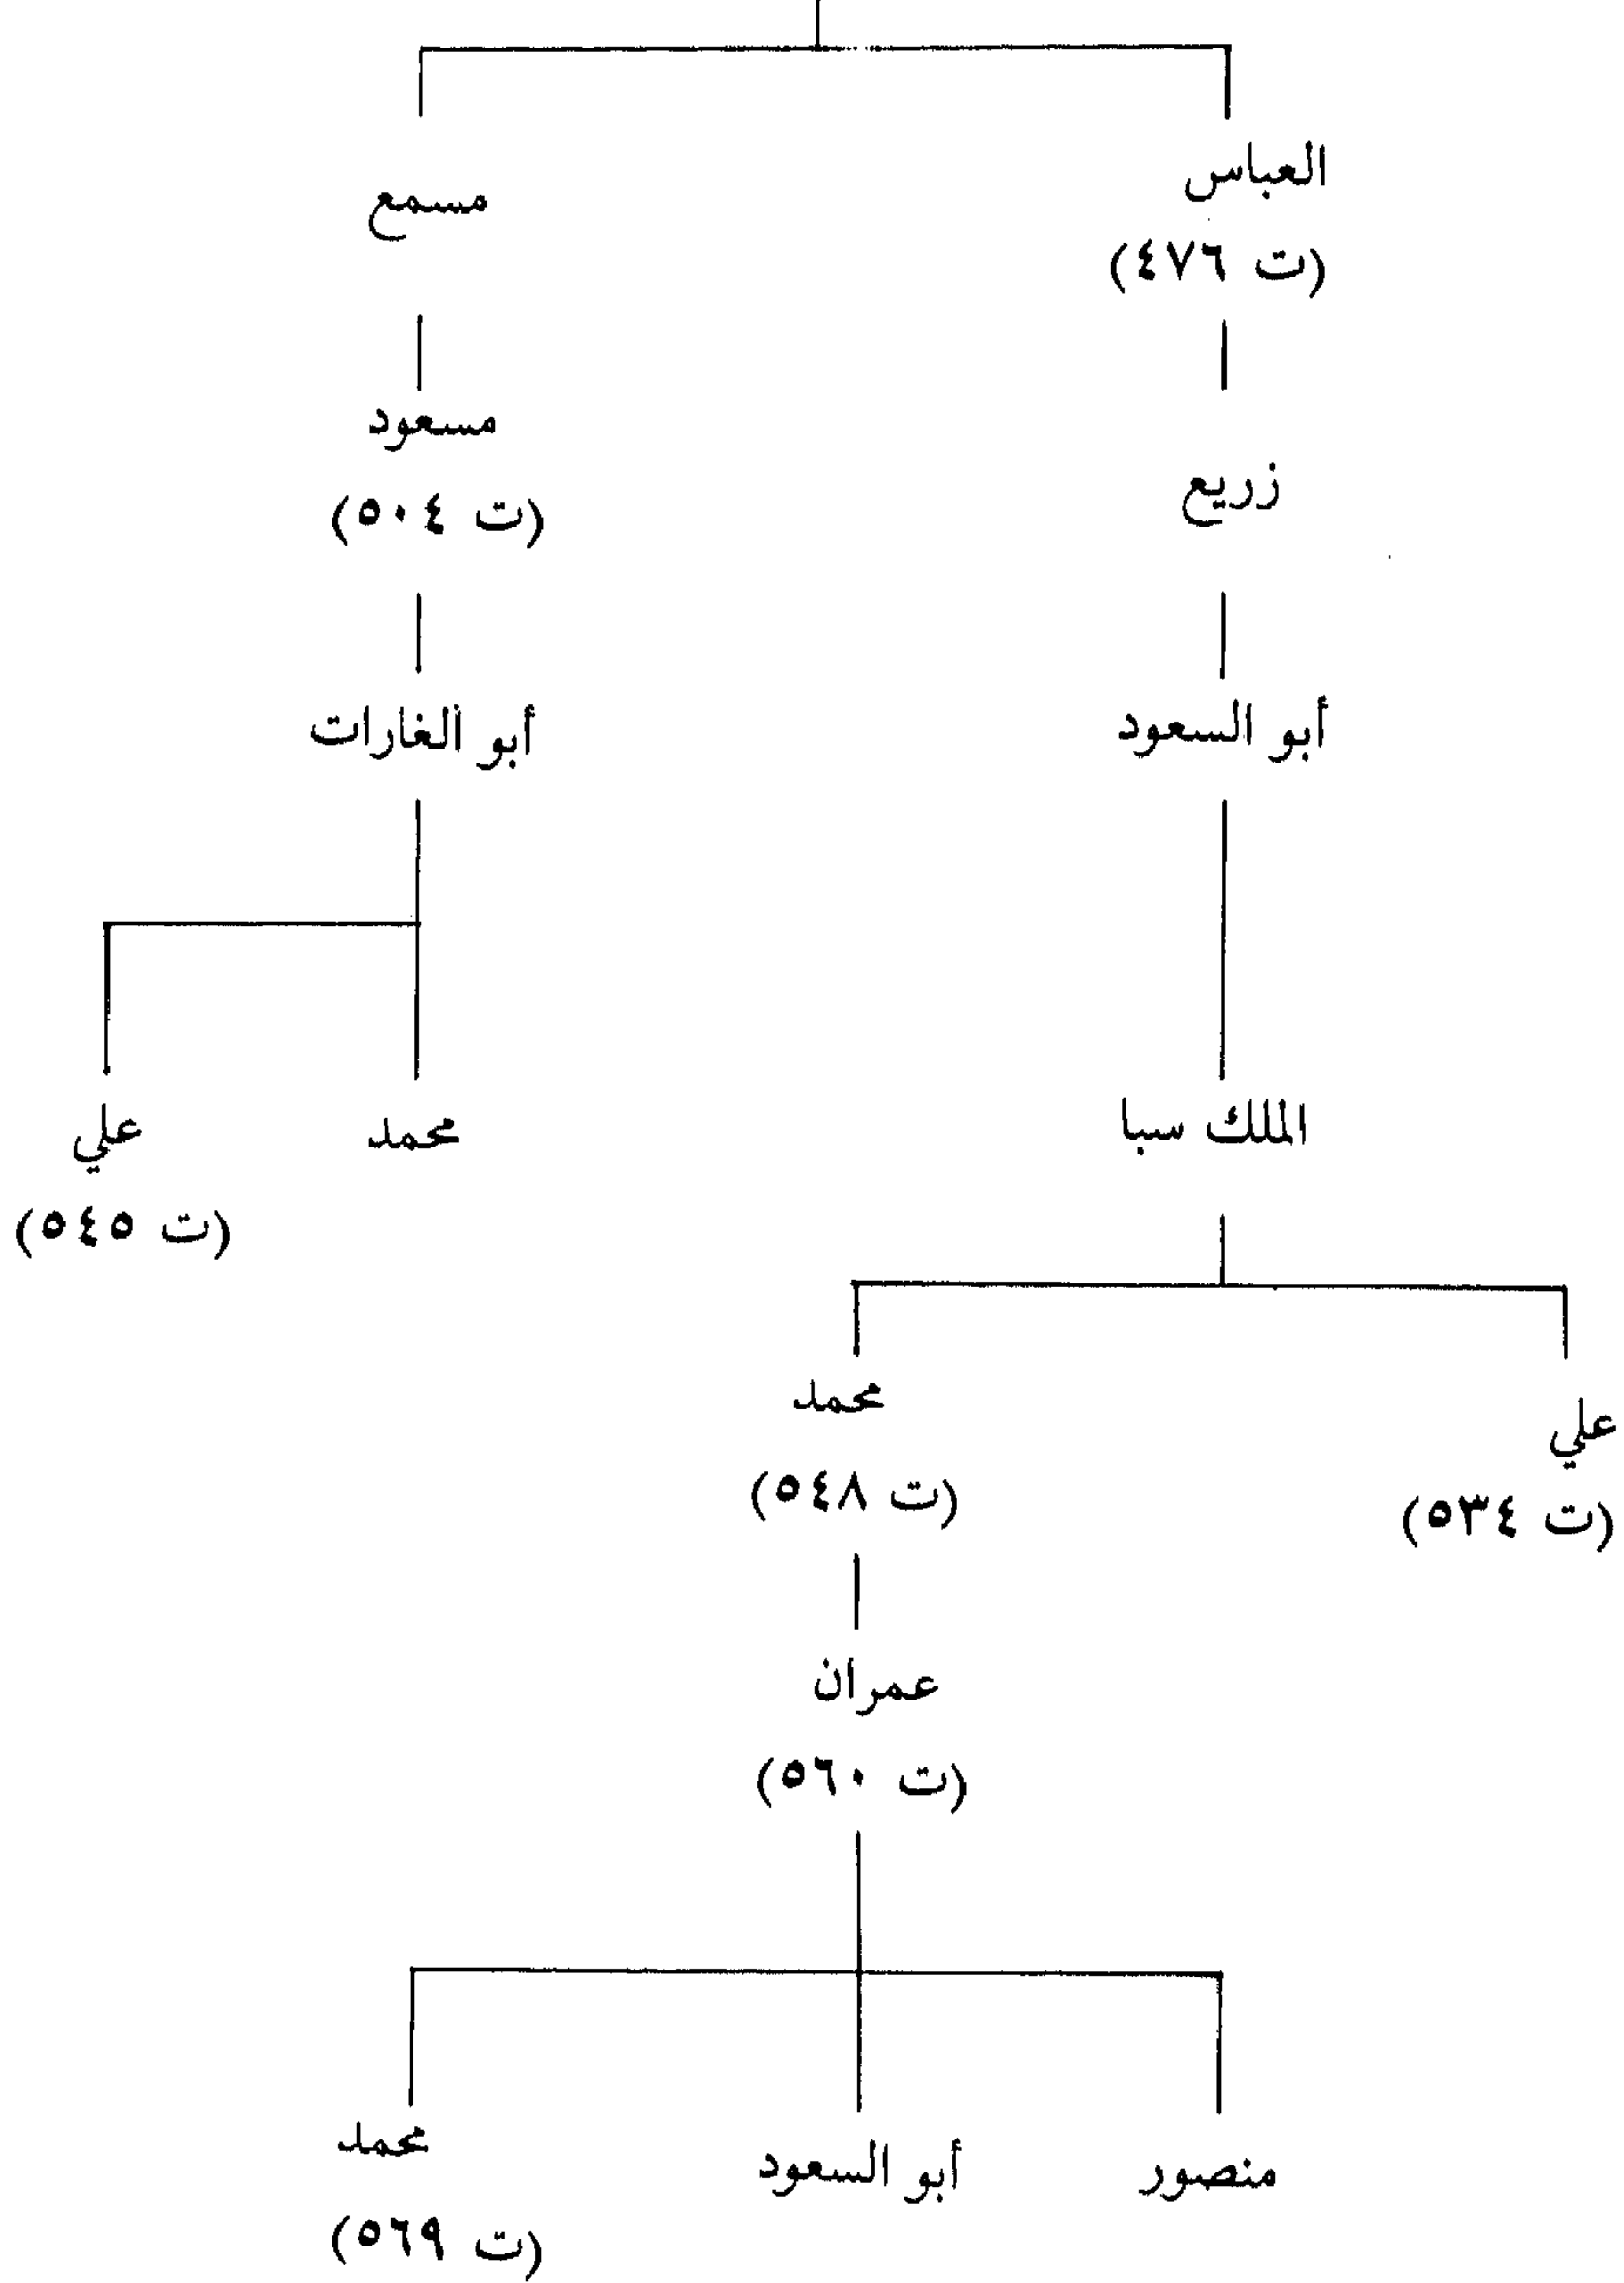 العباس
(ت ٤٧٦)
مسمع
زريع
مسعود
(ت ٥٠٤)
أبو السعود
أبو الغارات
الملك سبا
محمد
علي
(ت ٥٤٥)
علي
(ت ٥٣٤)
محمد
(ت ٥٤٨)
عمران
(ت ٥٦٠)
منصور
أبو السعود
محمد
(ت ٥٦٩)